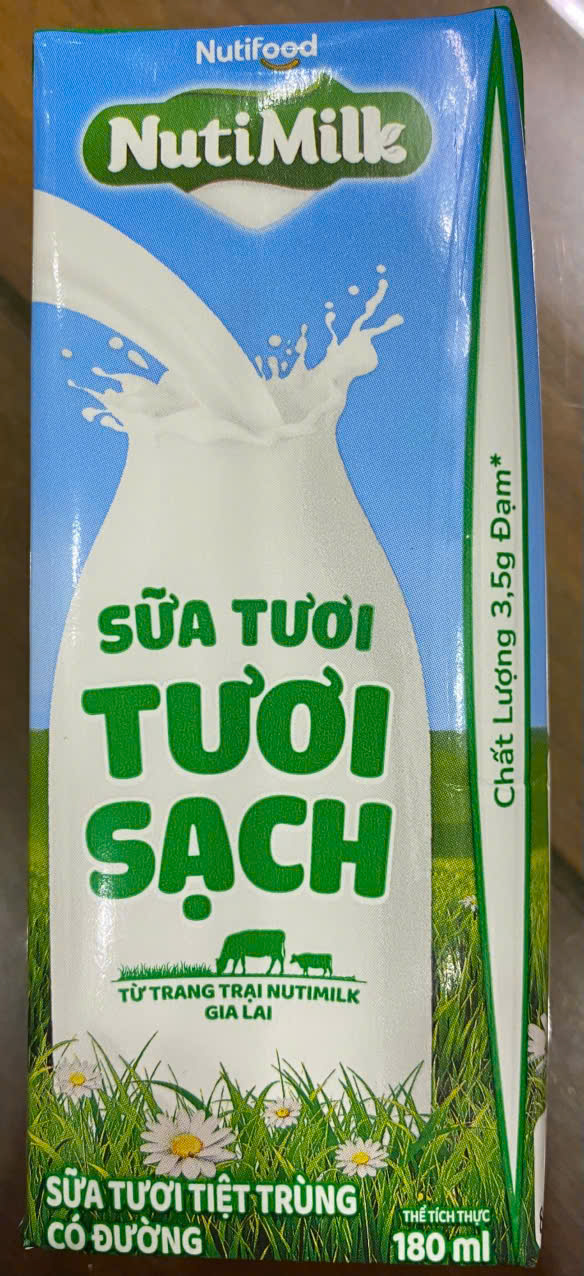 Nutifood
NutiMilk
SỮA TƯƠI
TƯƠI
SẠCH
TỪ TRANG TRẠI NUTIMILK
GIA LAI
SỮA TƯƠI TIỆT TRÙNG
CÓ ĐƯỜNG
THỂ TÍCH THỰC
180 ml
Chất Lượng 3,5g Đạm*